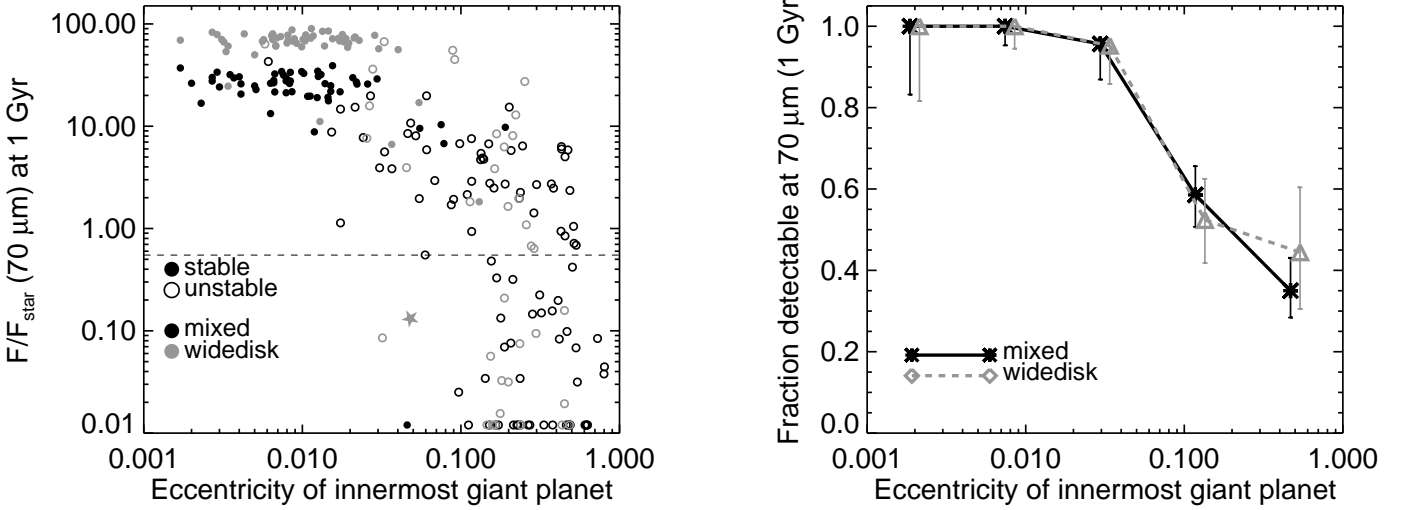 F/Fstar (70 μm) at 1 Gyr
100.00
10.00
1.00
0.10
0.01
stable
unstable
mixed
widedisk
0.001
0.010
0.100
1.000
Eccentricity of innermost giant planet
Fraction detectable at 70 μm (1 Gyr
1.0
0.8
0.6
0.4
0.2
0.0
mixed
widedisk
0.001
0.010
0.100
1.000
Eccentricity of innermost giant planet